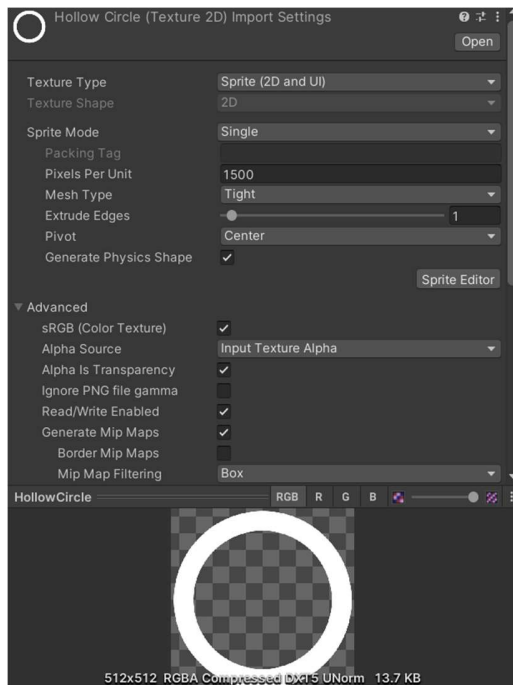 Hollow Circle (Texture 2D) Import Settings
Open
Texture Type Sprite (2D and UI)
Texture Shape 2D
Sprite Mode Single
Packing Tag
Pixels Per Unit 1500
Mesh Type Tight
Extrude Edges 1
Pivot Center
Generate Physics Shape
Sprite Editor
Advanced
sRGB (Color Texture)
Alpha Source Input Texture Alpha
Alpha Is Transparency
Ignore PNG file gamma
Read/Write Enabled
Generate Mip Maps
Border Mip Maps
Mip Map Filtering Box
HollowCircle RGB R G B
512x512 RGBA Compressed DXT5 UNorm 13.7 KB